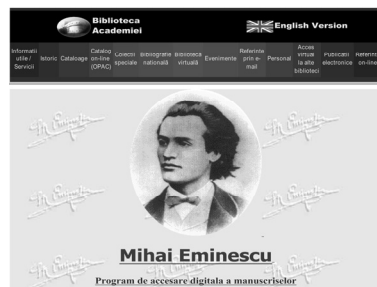 Biblioteca
Academiei
English Version
Informatii utile / Servicii
Istoric
Cataloage
Catalog on-line (OPAC)
Colectii speciale
Bibliografie națională
Biblioteca virtuală
Evenimente
Referinte prin e-mail
Personal
Acces virtual la alte biblioteci
Publicatii electronice
Referinte on-line
Mihai Eminescu
Program de accesare digitala a manuscriselor